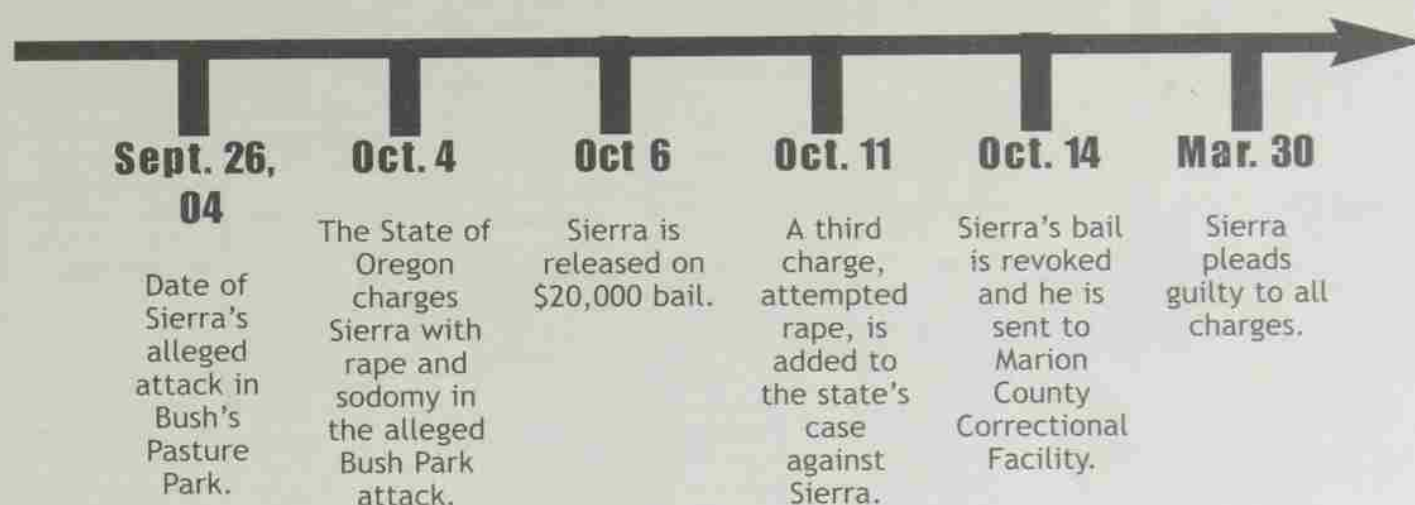 Sept. 26,
04
Date of
Sierra's
alleged
attack in
Bush's
Pasture
Park.
Oct. 4
The State of
Oregon
charges
Sierra with
rape and
sodomy in
the alleged
Bush Park
attack.
Oct 6
Sierra is
released on
$20,000 bail.
Oct. 11
A third
charge,
attempted
rape, is
added to
the state's
case
against
Sierra.
Oct. 14
Sierra's bail
is revoked
and he is
sent to
Marion
County
Correctional
Facility.
Mar. 30
Sierra
pleads
guilty to all
charges.